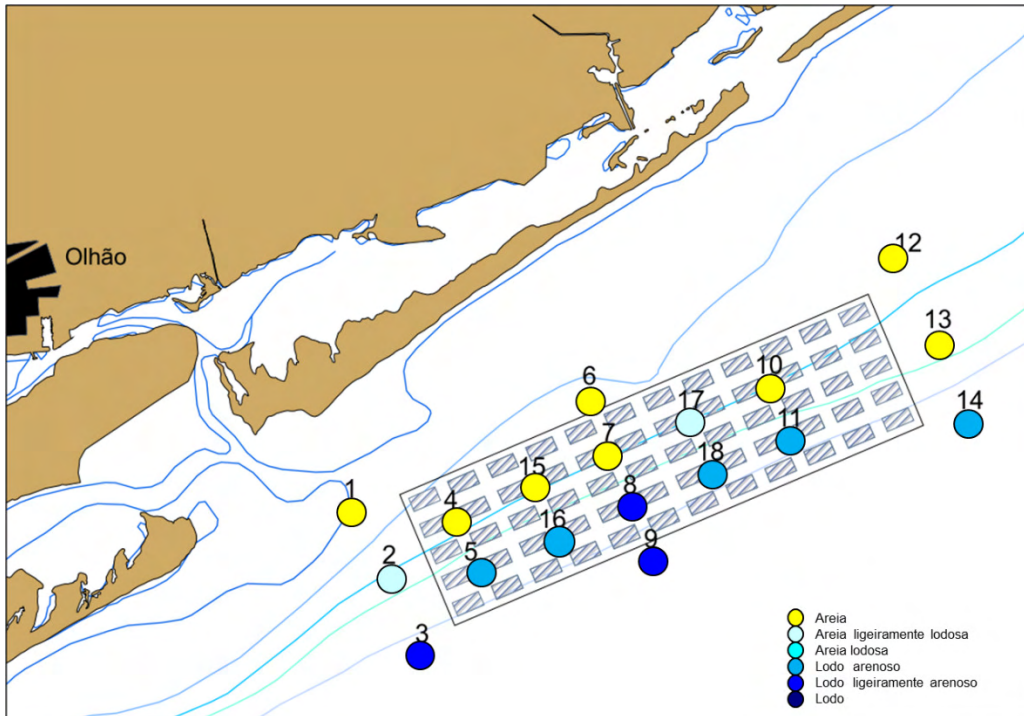 Olhão
12
13
6
10
14
17
7
11
15
18
1
4
8
16
9
2
5
3
Areia
Areia ligeiramente lodosa
Areia lodosa
Lodo arenoso
Lodo ligeiramente arenoso
Lodo